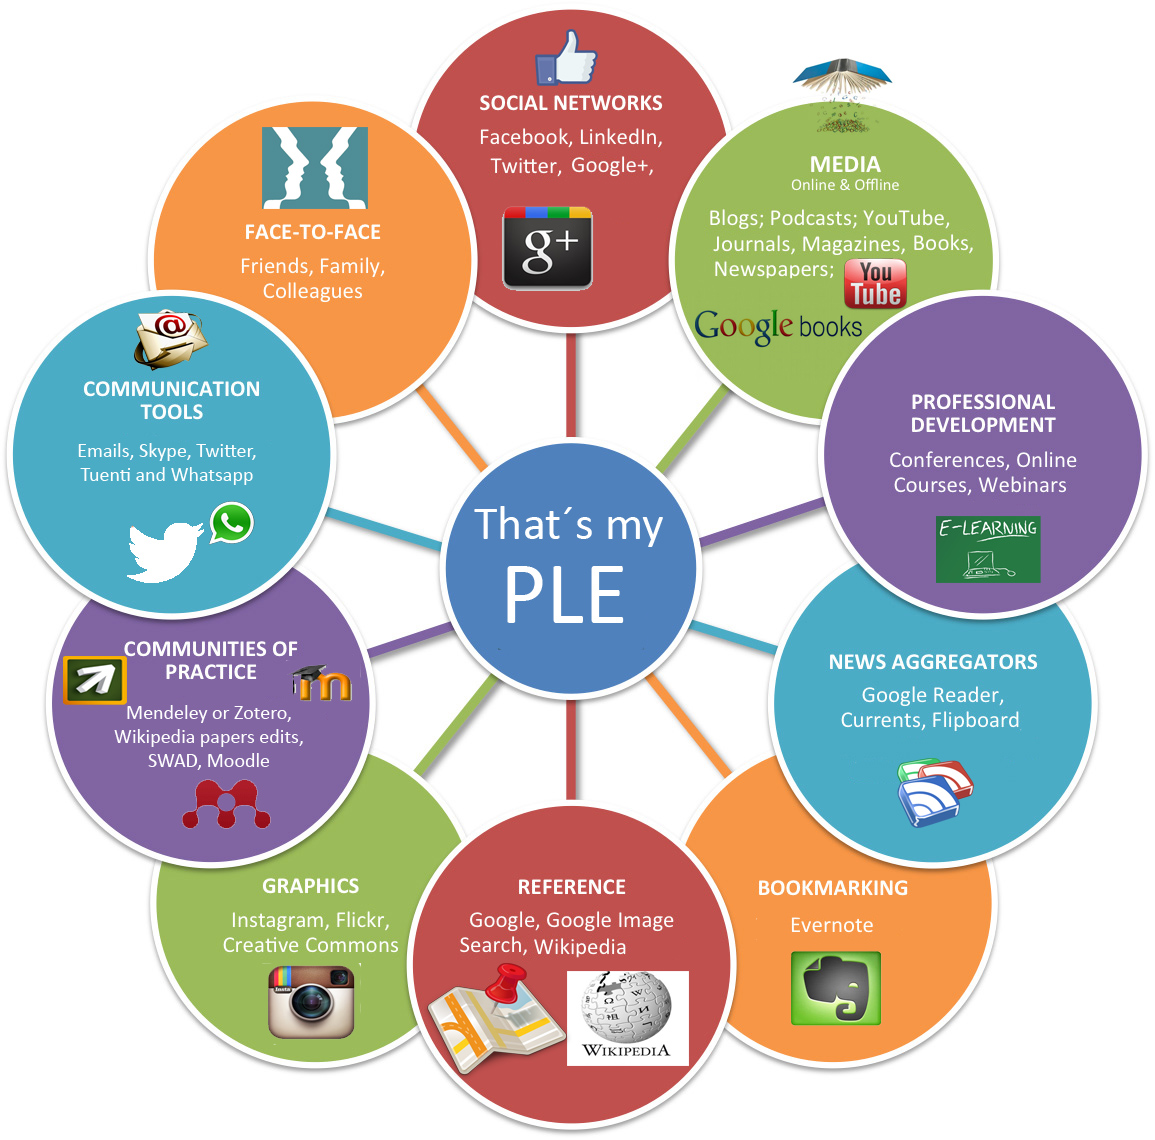 SOCIAL NETWORKS
Facebook, LinkedIn,
Twitter, Google+,
g+
MEDIA
Online & Offline
Blogs; Podcasts; YouTube,
Journals, Magazines, Books,
Newspapers;
You
Tube
Google books
PROFESSIONAL
DEVELOPMENT
Conferences, Online
Courses, Webinars
E-LEARNING
NEWS AGGREGATORS
Google Reader,
Currents, Flipboard
BOOKMARKING
Evernote
REFERENCE
Google, Google Image
Search, Wikipedia
WIKIPEDIA
GRAPHICS
Instagram, Flickr,
Creative Commons
Insta
COMMUNITIES OF
PRACTICE
m
Mendeley or Zotero,
Wikipedia papers edits,
SWAD, Moodle
@
COMMUNICATION
TOOLS
Emails, Skype, Twitter,
Tuenti and Whatsapp
FACE-TO-FACE
Friends, Family,
Colleagues
That´s my
PLE